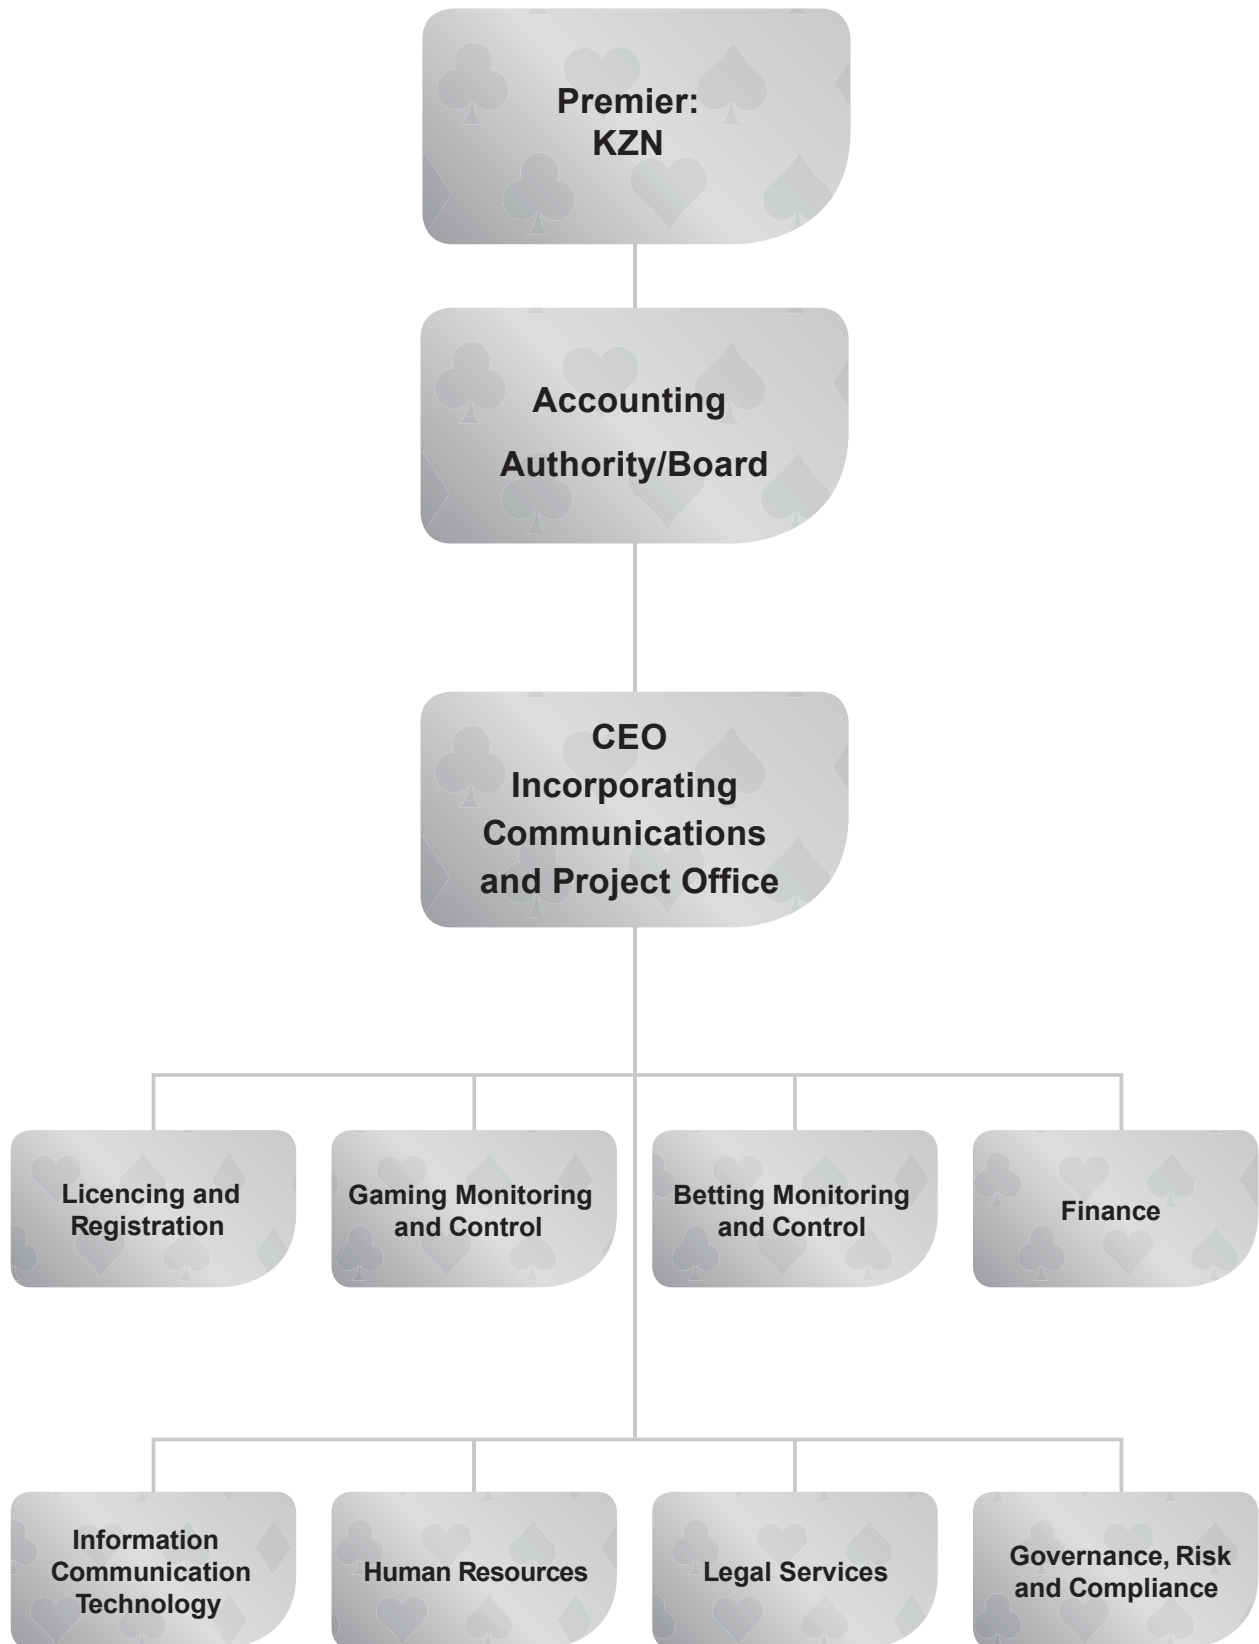 Premier:
KZN
Accounting
Authority/Board
CEO
Incorporating
Communications
and Project Office
Licencing and
Registration
Gaming Monitoring
and Control
Betting Monitoring
and Control
Finance
Information
Communication
Technology
Human Resources
Legal Services
Governance, Risk
and Compliance